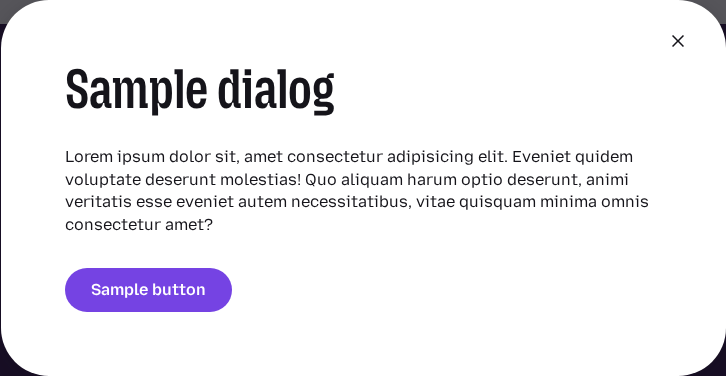 Sample dialog
Lorem ipsum dolor sit, amet consectetur adipisicing elit. Eveniet quidem
voluptate deserunt molestias! Quo aliquam harum optio deserunt, animi
veritatis esse eveniet autem necessitatibus, vitae quisquam minima omnis
consectetur amet?
Sample button